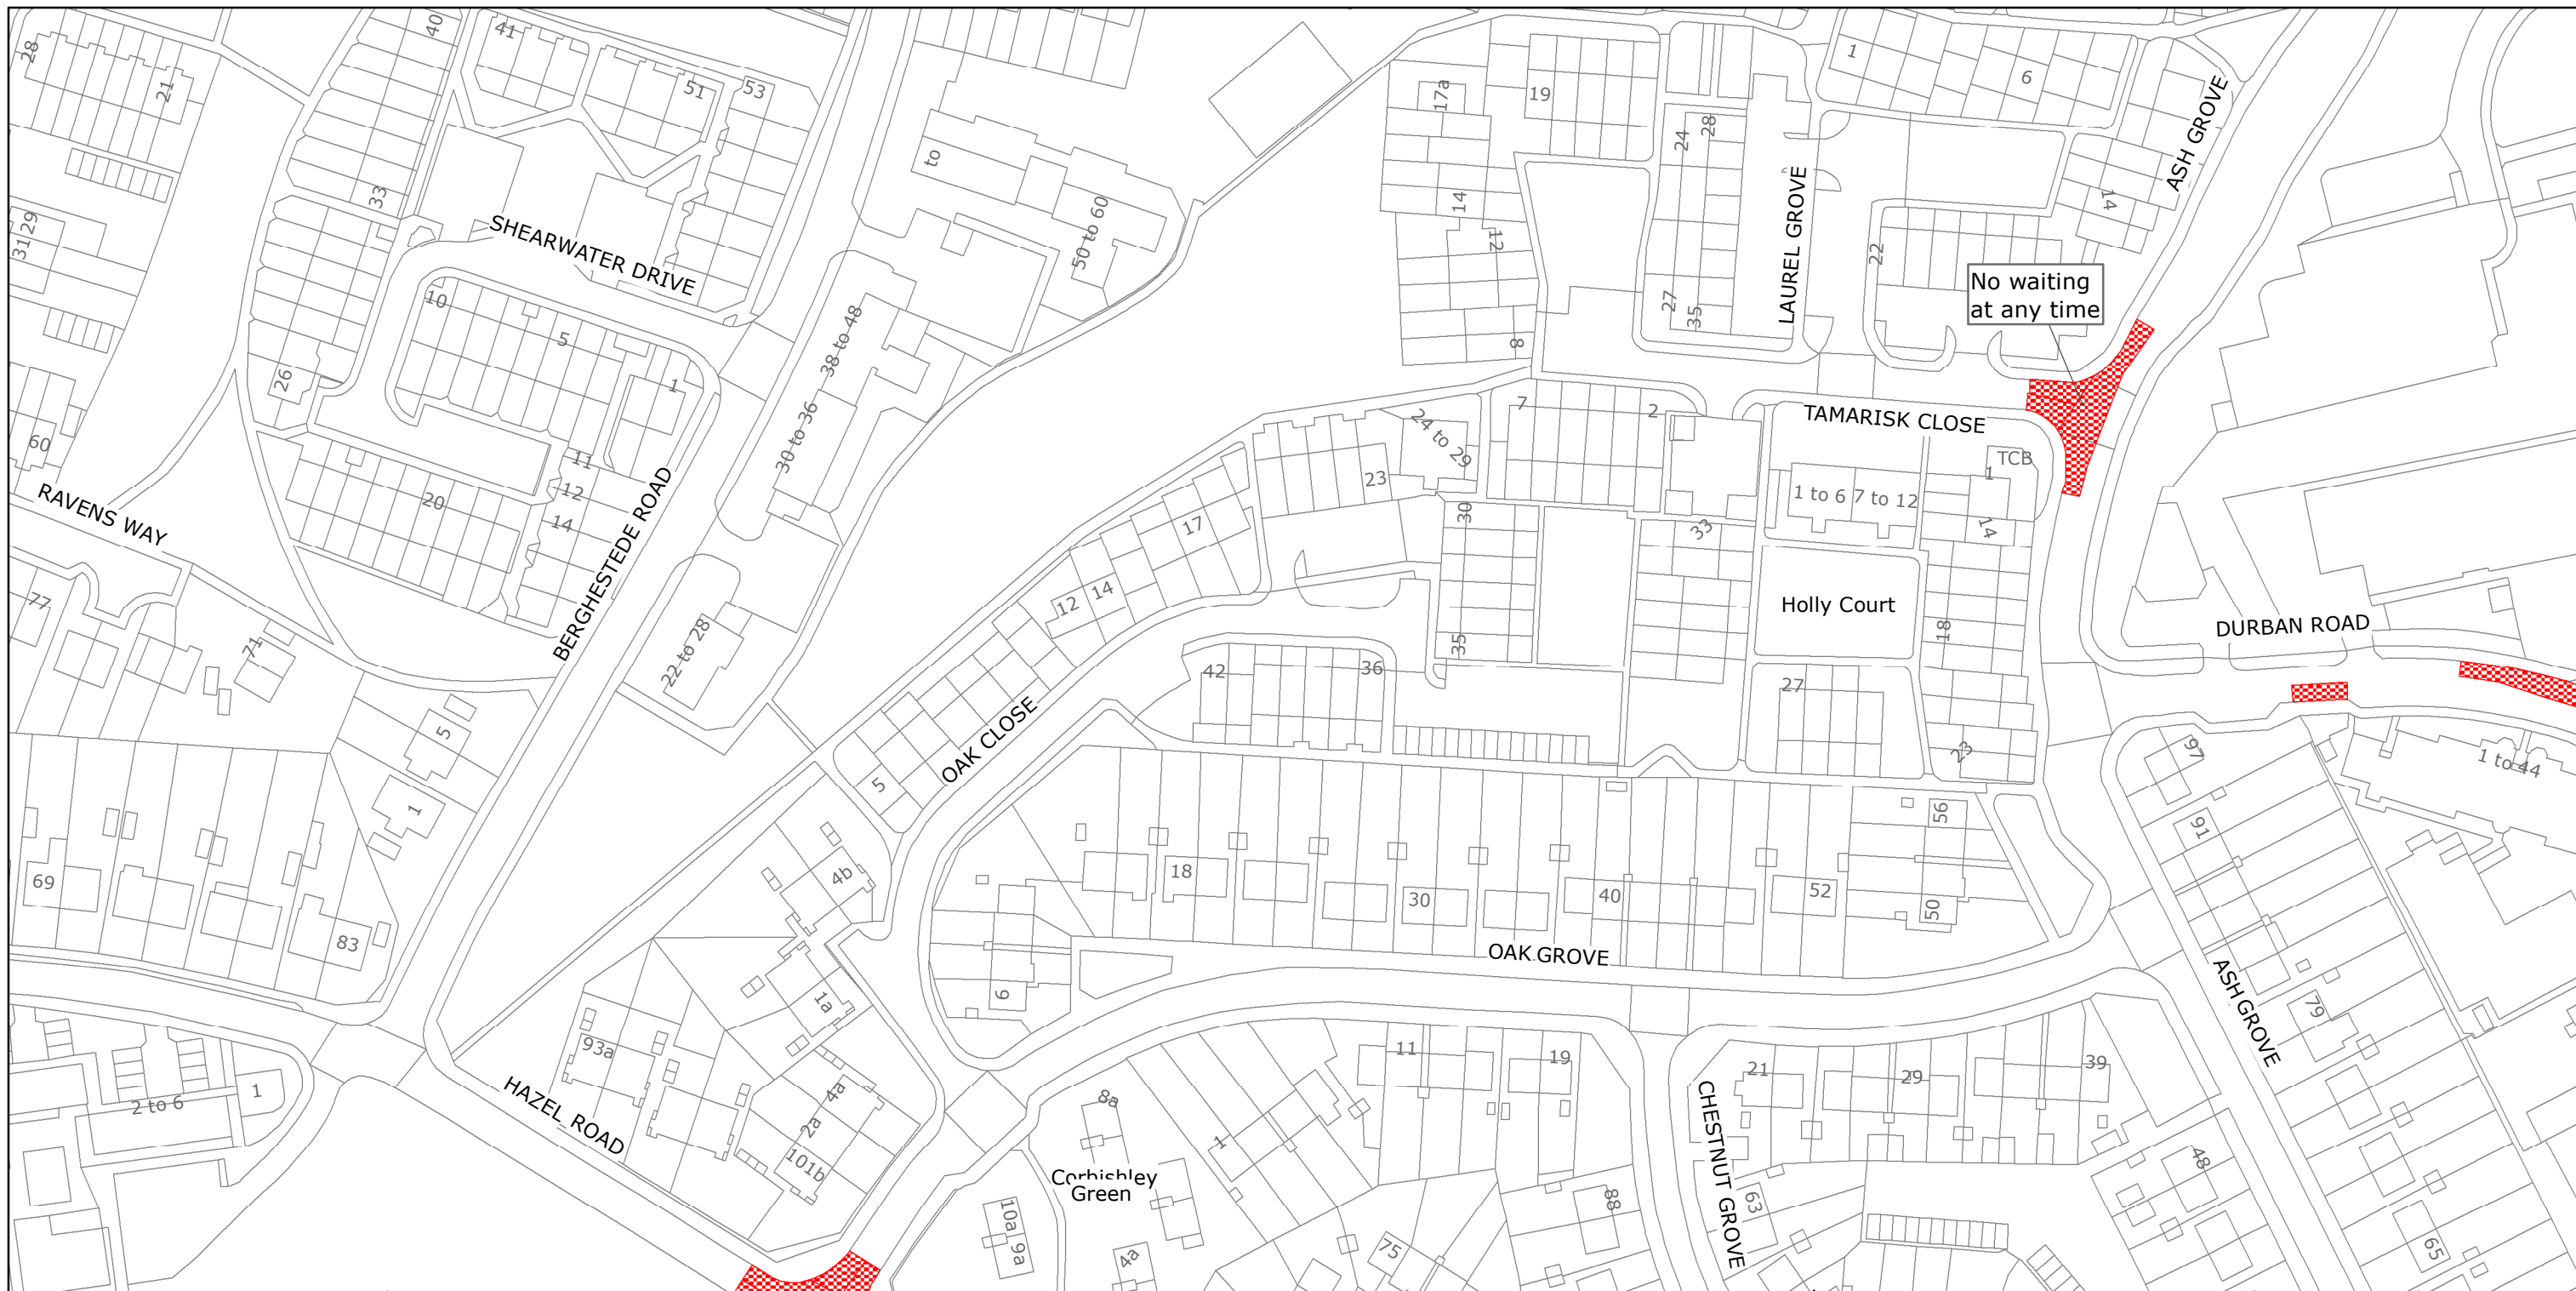 28
21
40
41
51
53
33
31 29
SHEARWATER DRIVE
10
5
1
26
60
RAVENS WAY
20
11
12
14
BERGHESTEDE ROAD
77
71
5
1
69
83
2 to 6
1
to
50 to 60
38 to 48
30 to 36
22 to 28
17a
19
14
12
8
24
28
27
35
LAUREL GROVE
1
6
ASH GROVE
14
22
No waiting
at any time
7
2
24 to 29
23
17
12
14
TAMARISK CLOSE
TCB
1
1 to 6
7 to 12
14
30
33
35
Holly Court
18
27
23
42
36
OAK CLOSE
5
DURBAN ROAD
97
91
1 to 44
4b
1a
93a
4a
2a
101b
HAZEL ROAD
18
30
40
52
56
50
6
OAK GROVE
ASH GROVE
79
11
19
21
29
39
8a
1
CHESTNUT GROVE
Corbishley
Green
10a
9a
4a
75
88
63
48
65